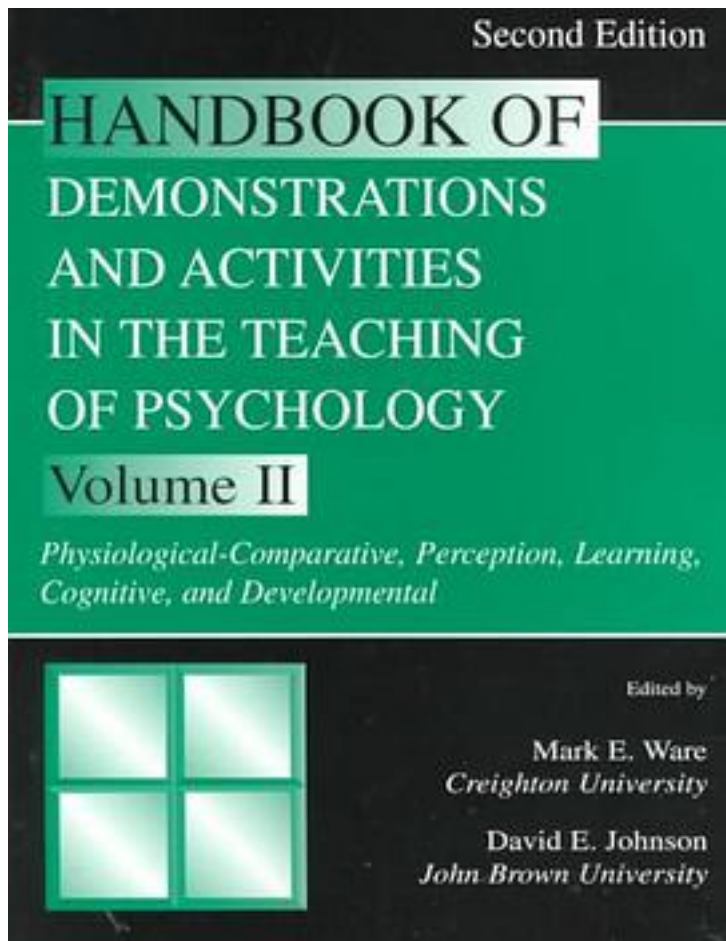 Second Edition
HANDBOOK OF
DEMONSTRATIONS
AND ACTIVITIES
IN THE TEACHING
OF PSYCHOLOGY
Volume II
Physiological-Comparative, Perception, Learning,
Cognitive, and Developmental
Edited by
Mark E. Ware
Creighton University
David E. Johnson
John Brown University